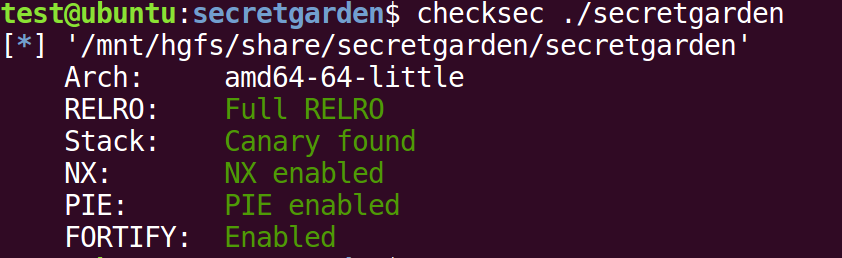 test@ubuntu:secretgarden$ checksec ./secretgarden
[*] '/mnt/hgfs/share/secretgarden/secretgarden'
    Arch:     amd64-64-little
    RELRO:    Full RELRO
    Stack:    Canary found
    NX:       NX enabled
    PIE:      PIE enabled
    FORTIFY:  Enabled